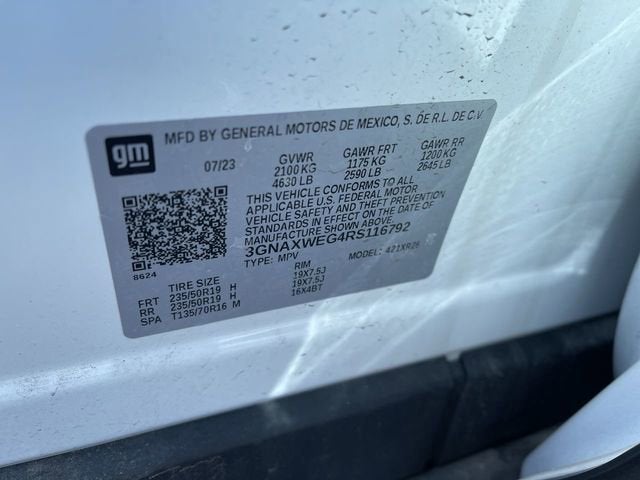 gm
MFD BY GENERAL MOTORS DE MEXICO, S. DE R.L. DE C.V.
07/23 GVWR GAWR FRT GAWR RR
2100 KG 1175 KG 1200 KG
4630 LB 2590 LB 2645 LB
THIS VEHICLE CONFORMS TO ALL
APPLICABLE U.S. FEDERAL MOTOR
VEHICLE SAFETY AND THEFT PREVENTION
STANDARDS IN EFFECT ON THE DATE OF
MANUFACTURE SHOWN ABOVE.
3GNAXWEG4RS116792
TYPE: MPV MODEL: 421XR26
8624
TIRE SIZE RIM
FRT 235/50R19 H 19X7.5J
RR 235/50R19 H 19X7.5J
SPA T135/70R16 M 16X4BT